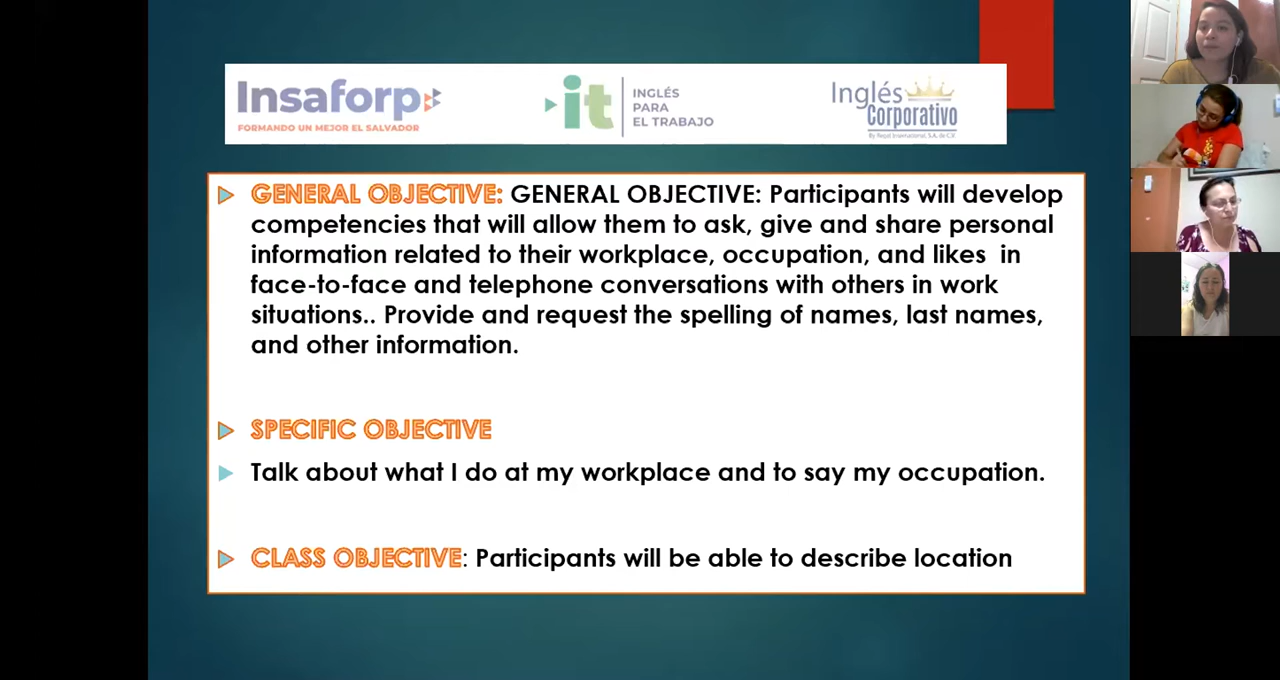 Insaforp
FORMANDO UN MEJOR EL SALVADOR
it
INGLÉS
PARA
EL TRABAJO
Inglés
Corporativo
By Regal International, S.A. de C.V.
GENERAL OBJECTIVE: GENERAL OBJECTIVE: Participants will develop
competencies that will allow them to ask, give and share personal
information related to their workplace, occupation, and likes in
face-to-face and telephone conversations with others in work
situations.. Provide and request the spelling of names, last names,
and other information.
SPECIFIC OBJECTIVE
Talk about what I do at my workplace and to say my occupation.
CLASS OBJECTIVE: Participants will be able to describe location